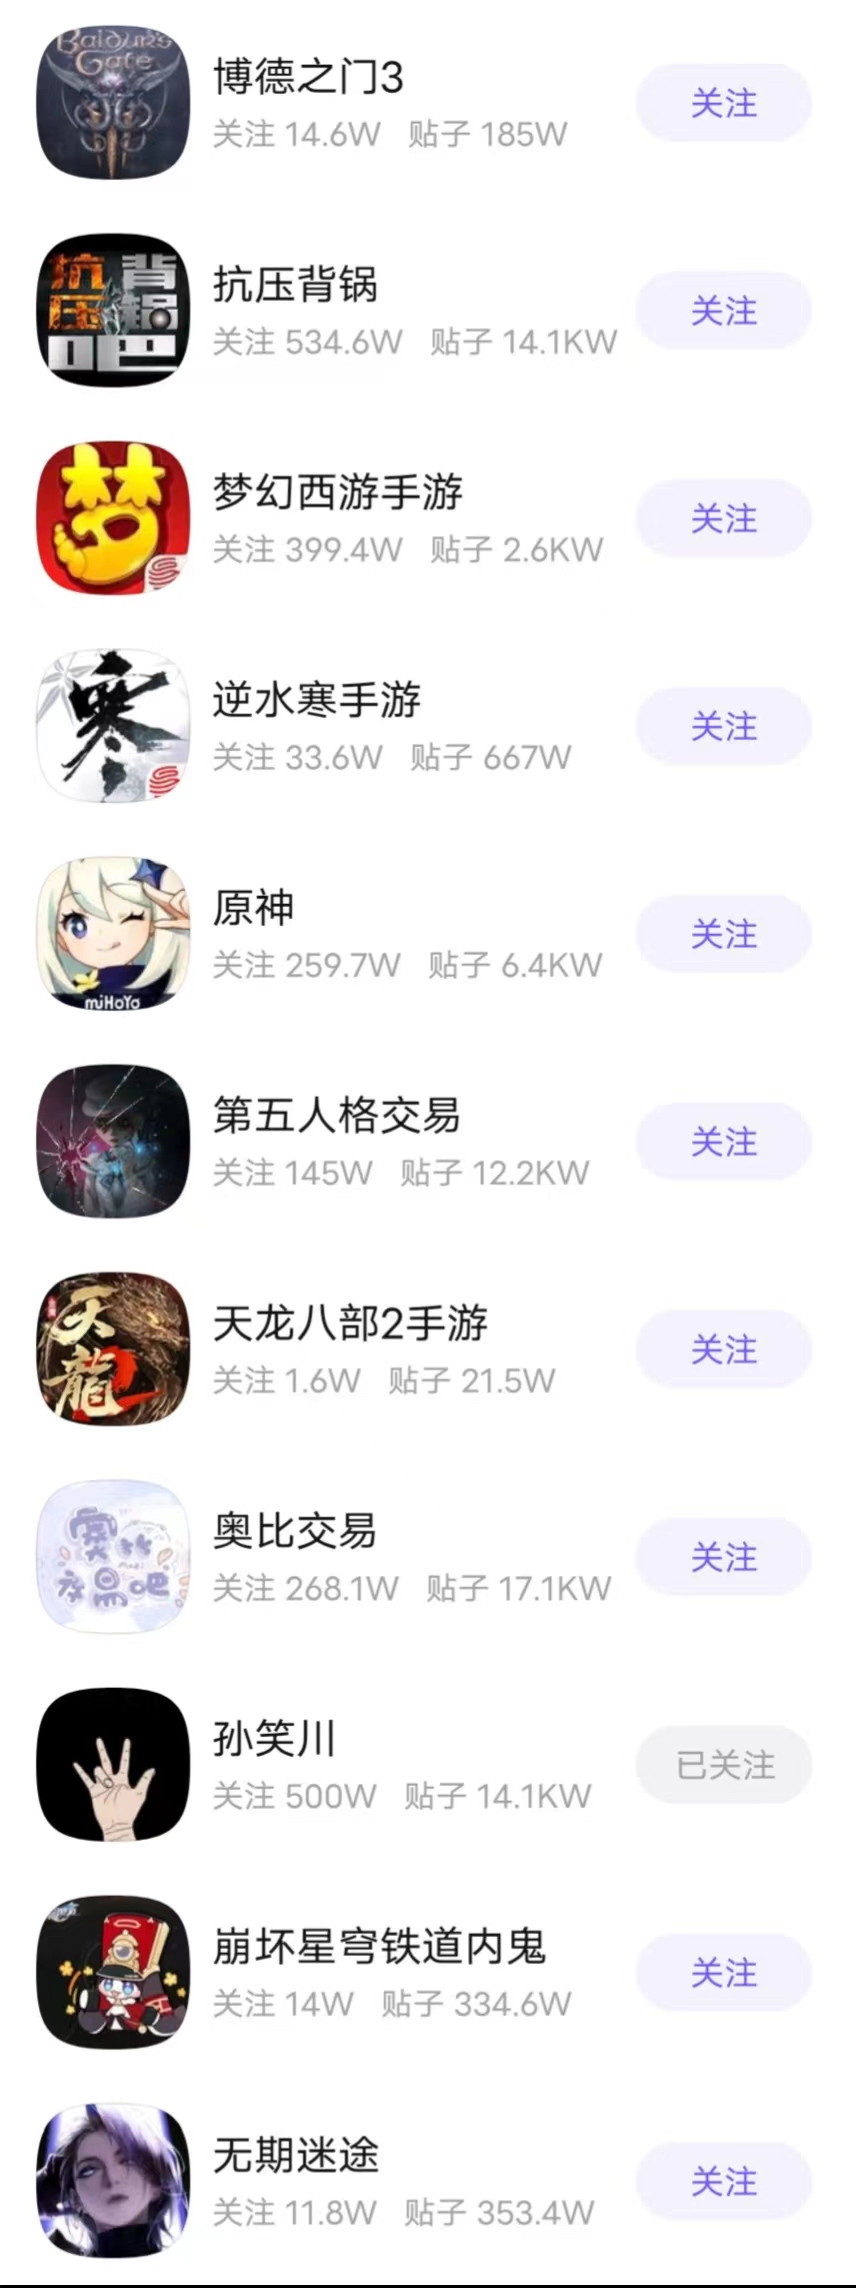 Baldur's
Gate
博德之门3
关注 14.6W 贴子 185W
关注
抗背
压锅
吧
抗压背锅
关注 534.6W 贴子 14.1KW
关注
梦
梦幻西游手游
关注 399.4W 贴子 2.6KW
关注
寒
逆水寒手游
关注 33.6W 贴子 667W
关注
miHoYo
原神
关注 259.7W 贴子 6.4KW
关注
第五人格交易
关注 145W 贴子 12.2KW
关注
天
龍
天龙八部2手游
关注 1.6W 贴子 21.5W
关注
奥比
交易吧
奥比交易
关注 268.1W 贴子 17.1KW
关注
孙笑川
关注 500W 贴子 14.1KW
已关注
崩坏星穹铁道内鬼
关注 14W 贴子 334.6W
关注
无期迷途
关注 11.8W 贴子 353.4W
关注